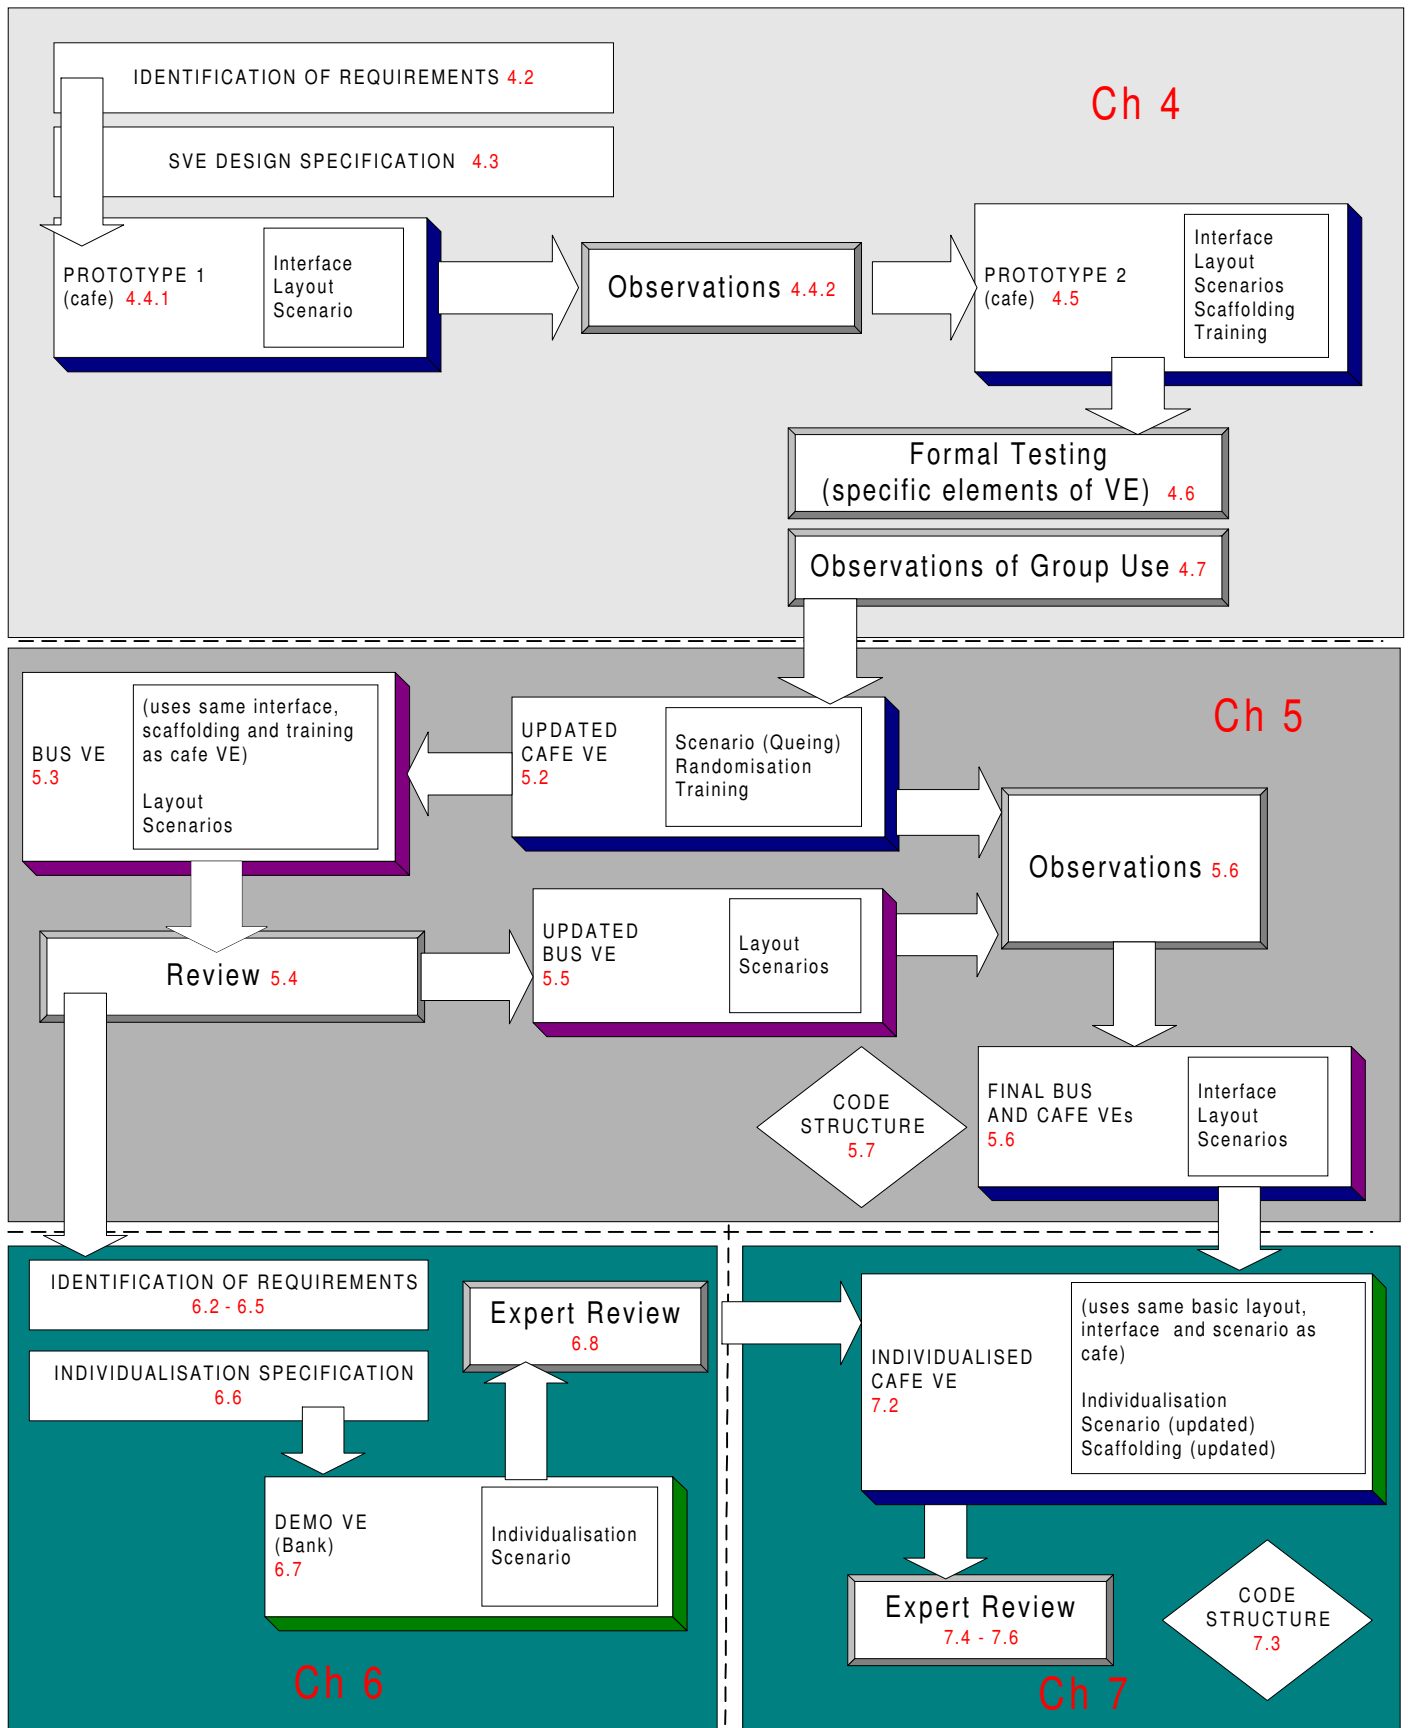 IDENTIFICATION OF REQUIREMENTS 4.2
Ch 4
SVE DESIGN SPECIFICATION 4.3
PROTOTYPE 1
(cafe) 4.4.1
Interface
Layout
Scenario
Observations 4.4.2
PROTOTYPE 2
(cafe) 4.5
Interface
Layout
Scenarios
Scaffolding
Training
Formal Testing
(specific elements of VE) 4.6
Observations of Group Use 4.7
Ch 5
BUS VE
5.3
(uses same interface,
scaffolding and training
as cafe VE)
Layout
Scenarios
UPDATED
CAFE VE
5.2
Scenario (Queing)
Randomisation
Training
Observations 5.6
Review 5.4
UPDATED
BUS VE
5.5
Layout
Scenarios
CODE
STRUCTURE
5.7
FINAL BUS
AND CAFE VEs
5.6
Interface
Layout
Scenarios
IDENTIFICATION OF REQUIREMENTS
6.2 - 6.5
INDIVIDUALISATION SPECIFICATION
6.6
Expert Review
6.8
DEMO VE
(Bank)
6.7
Individualisation
Scenario
Ch 6
INDIVIDUALISED
CAFE VE
7.2
(uses same basic layout,
interface and scenario as
cafe)
Individualisation
Scenario (updated)
Scaffolding (updated)
Expert Review
7.4 - 7.6
CODE
STRUCTURE
7.3
Ch 7